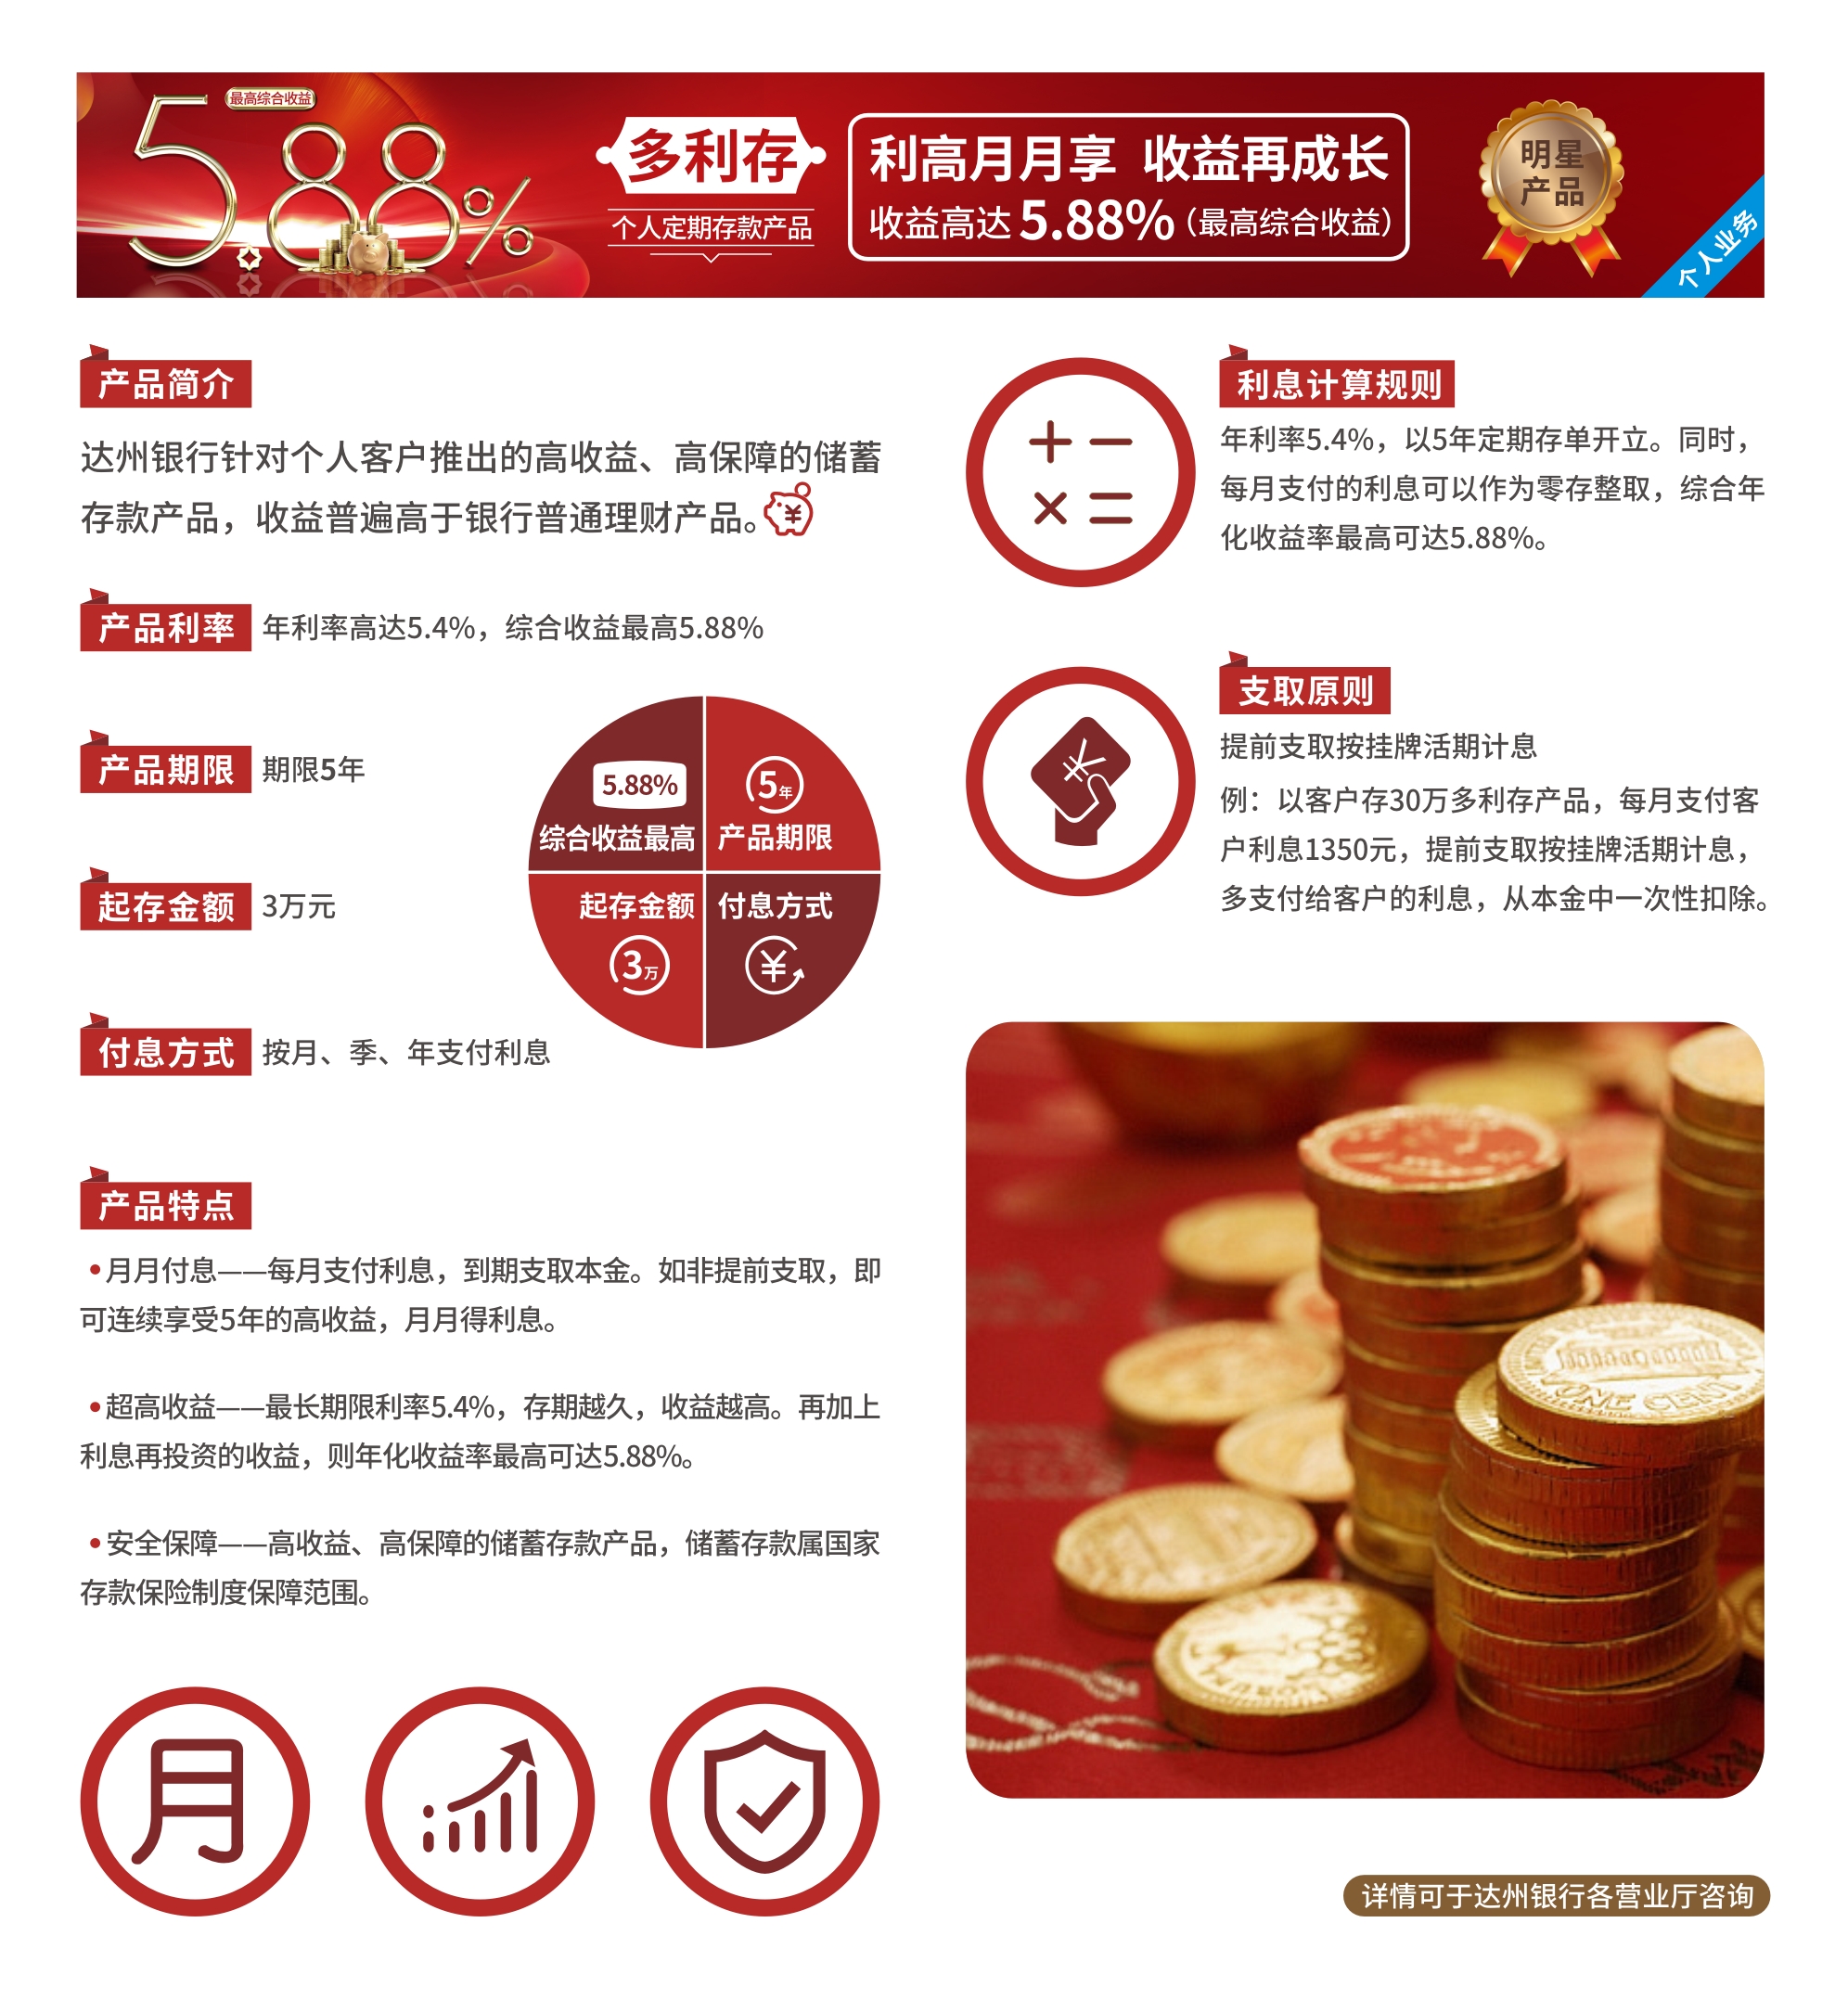 5.88%
最高综合收益
多利存
个人定期存款产品
利高月月享 收益再成长
收益高达 5.88%（最高综合收益）
明星
产品
个人业务
产品简介
达州银行针对个人客户推出的高收益、高保障的储蓄
存款产品，收益普遍高于银行普通理财产品。
产品利率
年利率高达5.4%，综合收益最高5.88%
产品期限
期限5年
起存金额
3万元
付息方式
按月、季、年支付利息
5.88%
综合收益最高
5年
产品期限
起存金额
3万
付息方式
¥
产品特点
•月月付息——每月支付利息，到期支取本金。如非提前支取，即
可连续享受5年的高收益，月月得利息。
•超高收益——最长期限利率5.4%，存期越久，收益越高。再加上
利息再投资的收益，则年化收益率最高可达5.88%。
•安全保障——高收益、高保障的储蓄存款产品，储蓄存款属国家
存款保险制度保障范围。
月
利息计算规则
年利率5.4%，以5年定期存单开立。同时，
每月支付的利息可以作为零存整取，综合年
化收益率最高可达5.88%。
支取原则
提前支取按挂牌活期计息
例：以客户存30万多利存产品，每月支付客
户利息1350元，提前支取按挂牌活期计息，
多支付给客户的利息，从本金中一次性扣除。
ONE CENT
详情可于达州银行各营业厅咨询